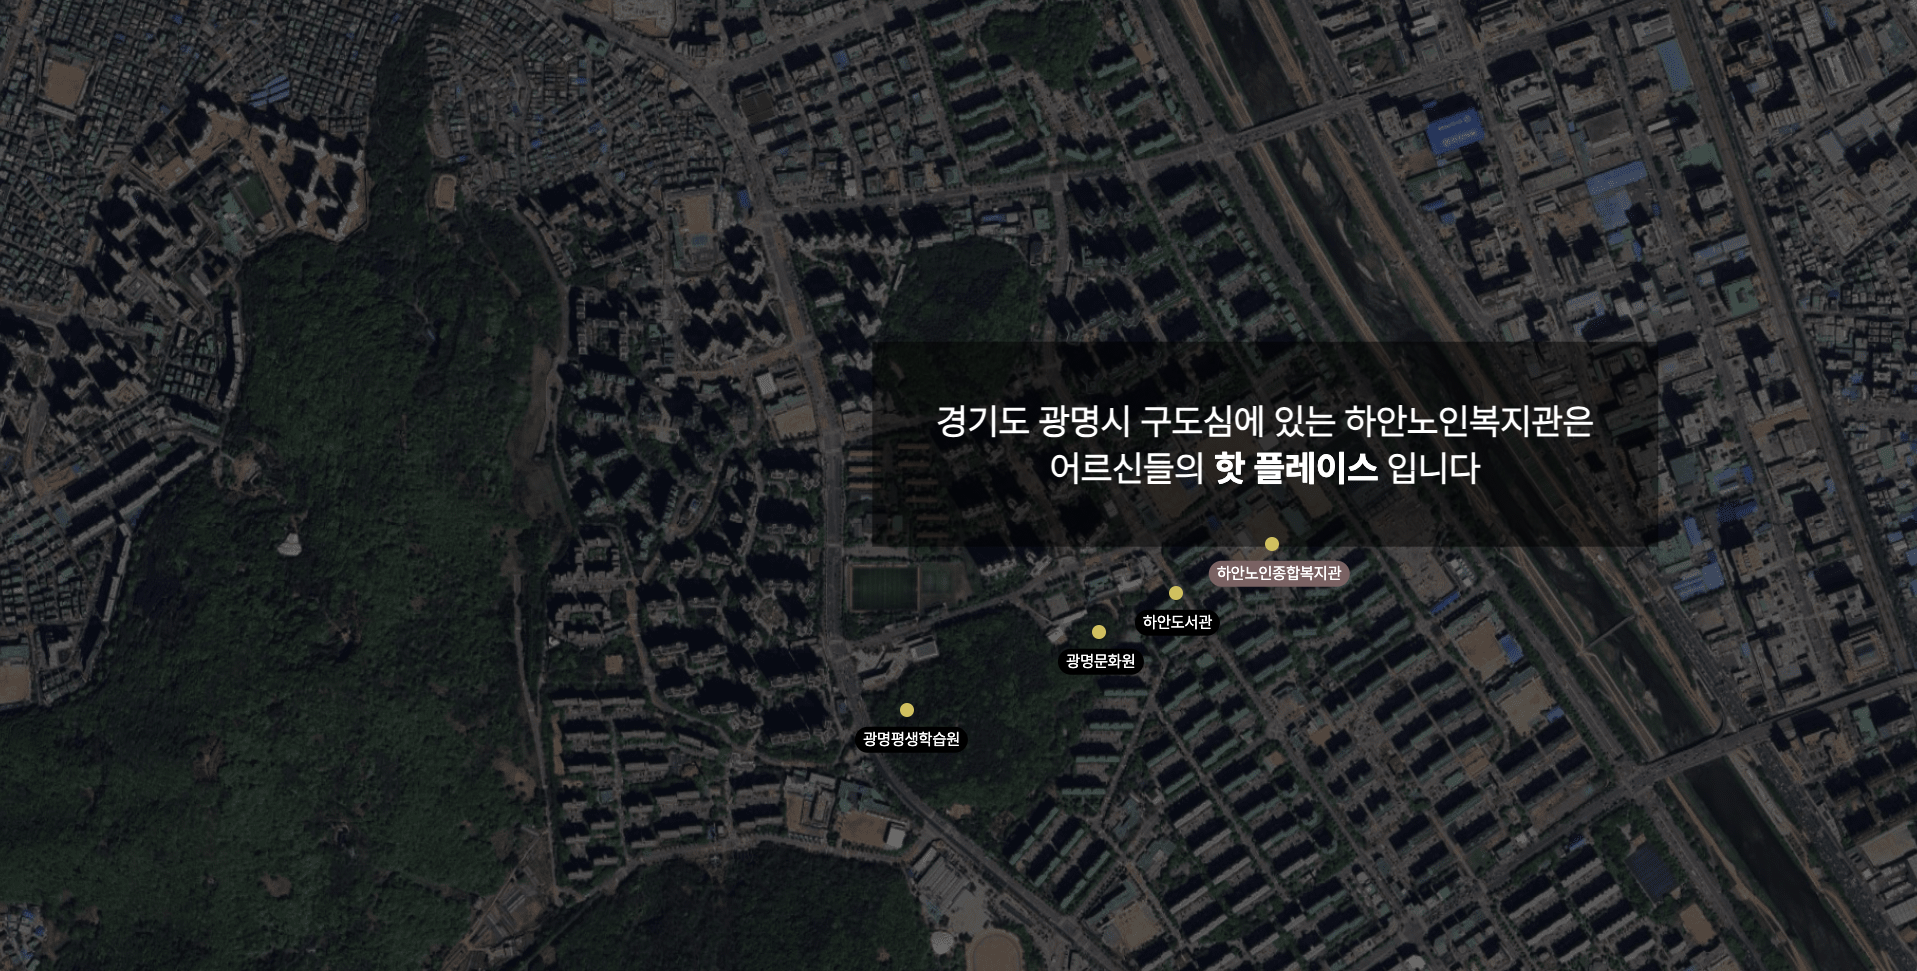 경기도 광명시 구도심에 있는 하안노인복지관은
어르신들의 핫 플레이스 입니다
하안노인종합복지관
하안도서관
광명문화원
광명평생학습원